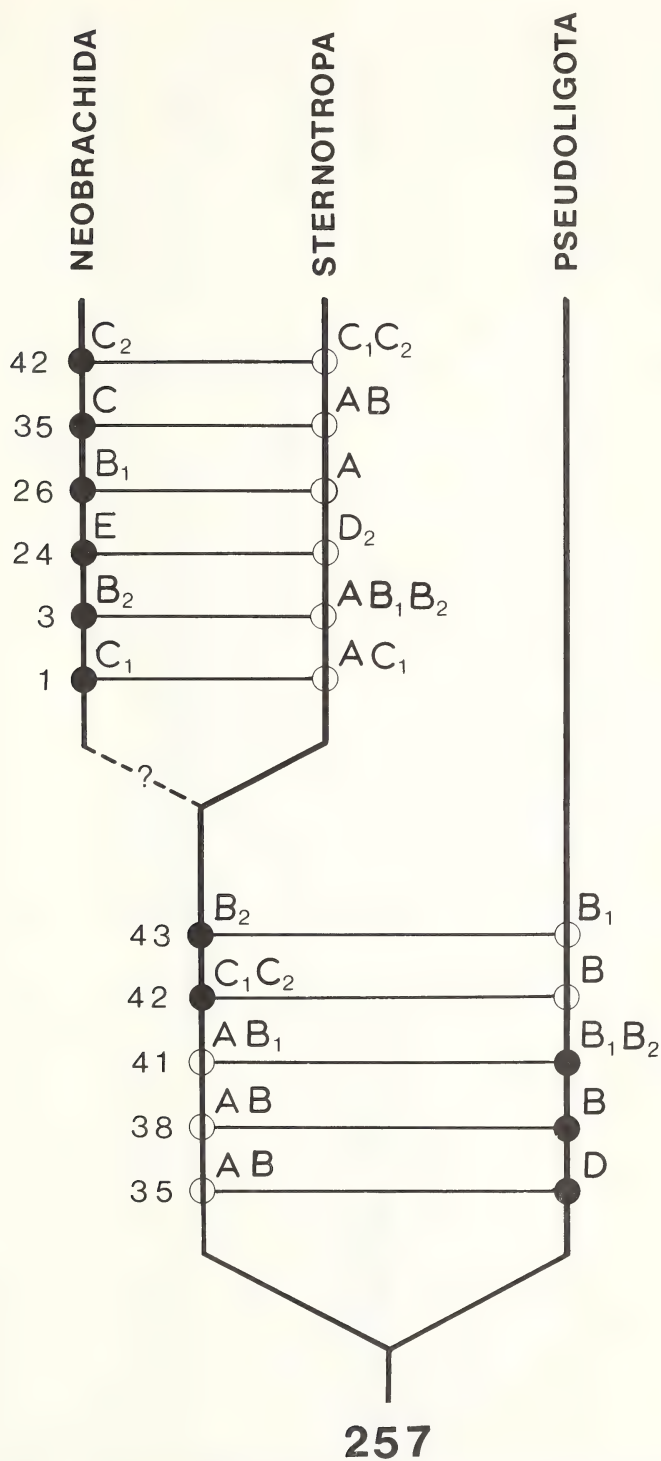 NEOBRACHIDA STERNOTROPA PSEUDOLIGOTA
42 C₂ C₁C₂
35 C AB
26 B₁ A
24 E D₂
3 B₂ AB₁B₂
1 C₁ AC₁
?
43 B₂ B₁
42 C₁C₂ B
41 AB₁ B₁B₂
38 AB B
35 AB D
257